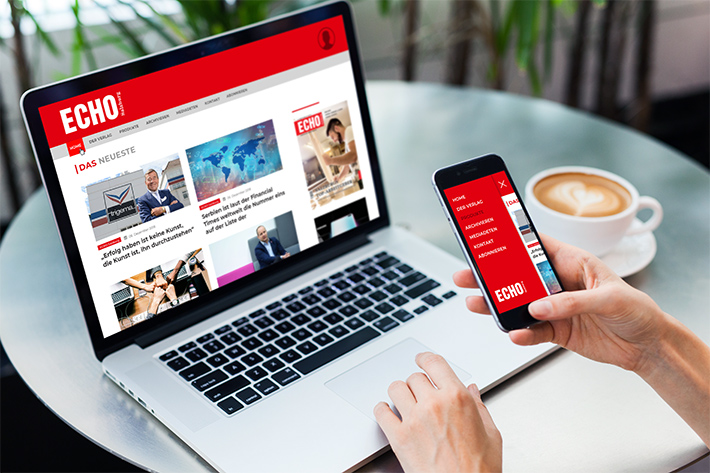 ECHO
salzburg
HOME
DER VERLAG
PRODUKTE
ARCHIVIEREN
MEDIADATEN
KONTAKT
ABONNIEREN
DAS NEUESTE
trigema
„Erfolg haben ist keine Kunst,
die Kunst ist, ihn durchzustehen"
Serbien ist laut der Financial
Times weltweit die Nummer eins
auf der Liste der
ECHO
HOME
DER VERLAG
ARCHIVIEREN
MEDIADATEN
KONTAKT
ABONNIEREN
ECHO